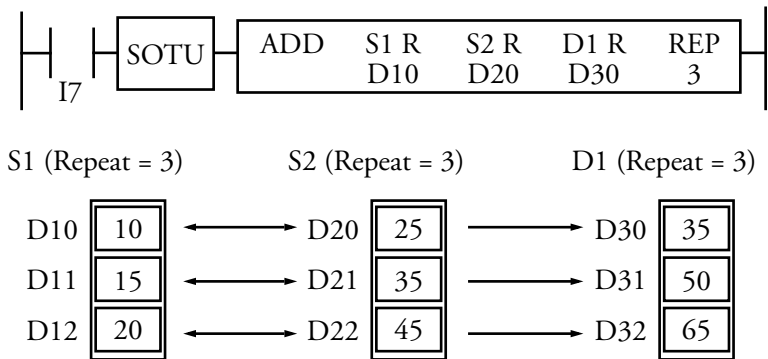 SOTU ADD S1 R S2 R D1 R REP
I7 D10 D20 D30 3
S1 (Repeat = 3) S2 (Repeat = 3) D1 (Repeat = 3)
D10 10 D20 25 D30 35
D11 15 D21 35 D31 50
D12 20 D22 45 D32 65